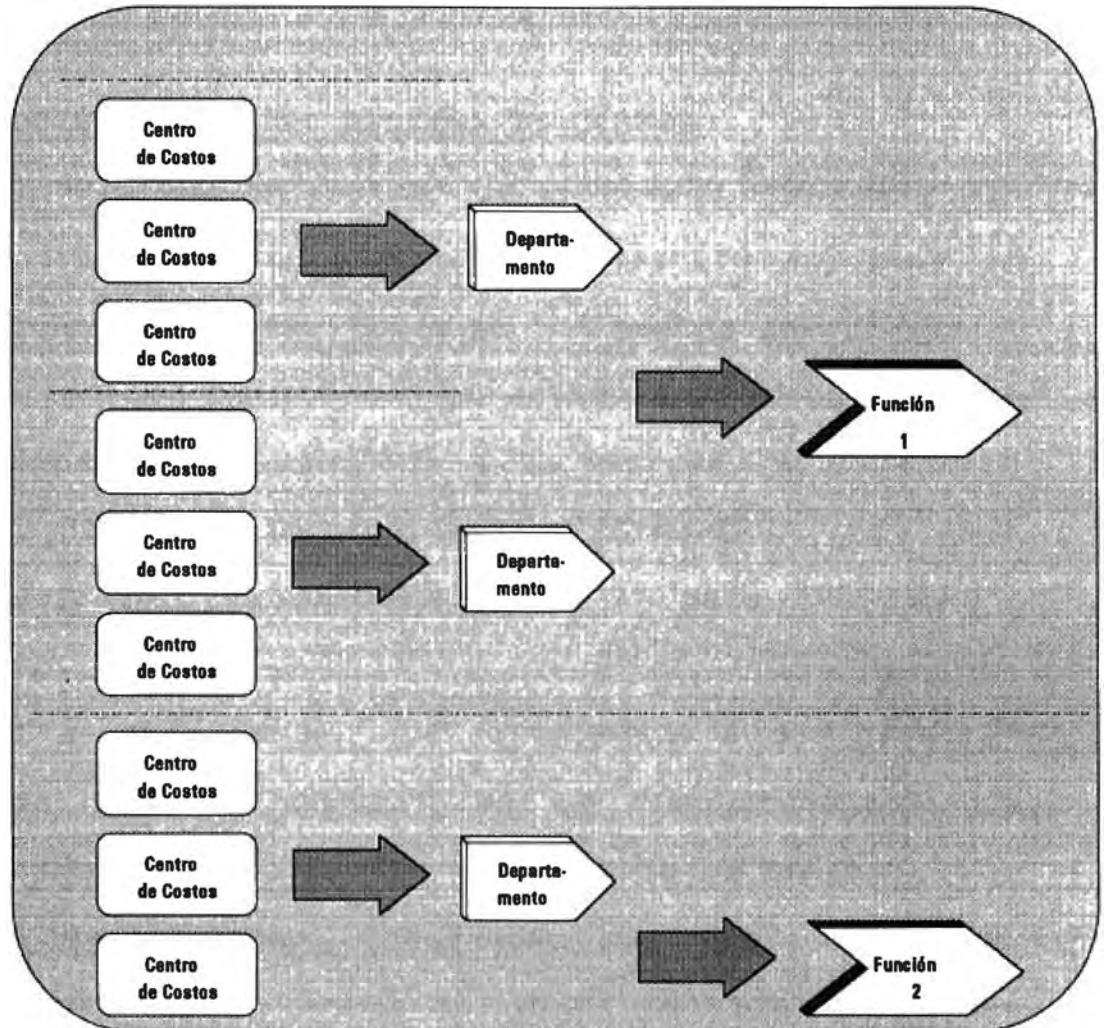 Centro
de Costos
Centro
de Costos
Departa-
mento
Centro
de Costos
Función
1
Centro
de Costos
Centro
de Costos
Departa-
mento
Centro
de Costos
Centro
de Costos
Centro
de Costos
Departa-
mento
Centro
de Costos
Función
2